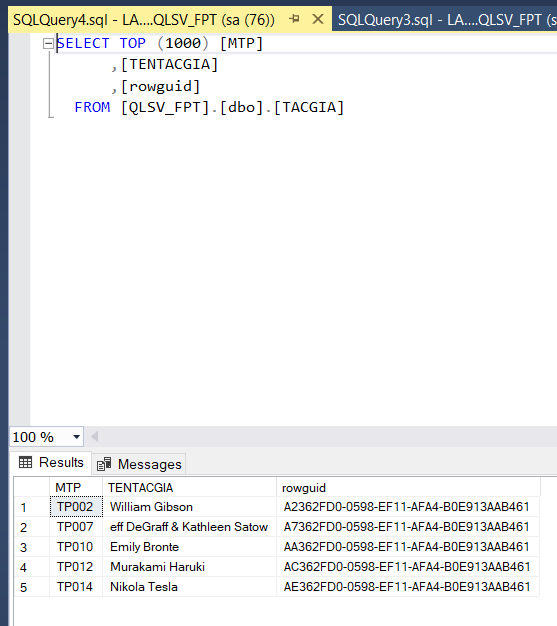 SQLQuery4.sql - LA....QLSV_FPT (sa (76)) SQLQuery3.sql - LA....QLSV_FPT (s
SELECT TOP (1000) [MTP]
,[TENTACGIA]
,[rowguid]
FROM [QLSV_FPT].[dbo].[TACGIA]
100 %
Results Messages
MTP TENTACGIA rowguid
1 TP002 William Gibson A2362FD0-0598-EF11-AFA4-B0E913AAB461
2 TP007 eff DeGraff & Kathleen Satow A7362FD0-0598-EF11-AFA4-B0E913AAB461
3 TP010 Emily Bronte AA362FD0-0598-EF11-AFA4-B0E913AAB461
4 TP012 Murakami Haruki AC362FD0-0598-EF11-AFA4-B0E913AAB461
5 TP014 Nikola Tesla AE362FD0-0598-EF11-AFA4-B0E913AAB461